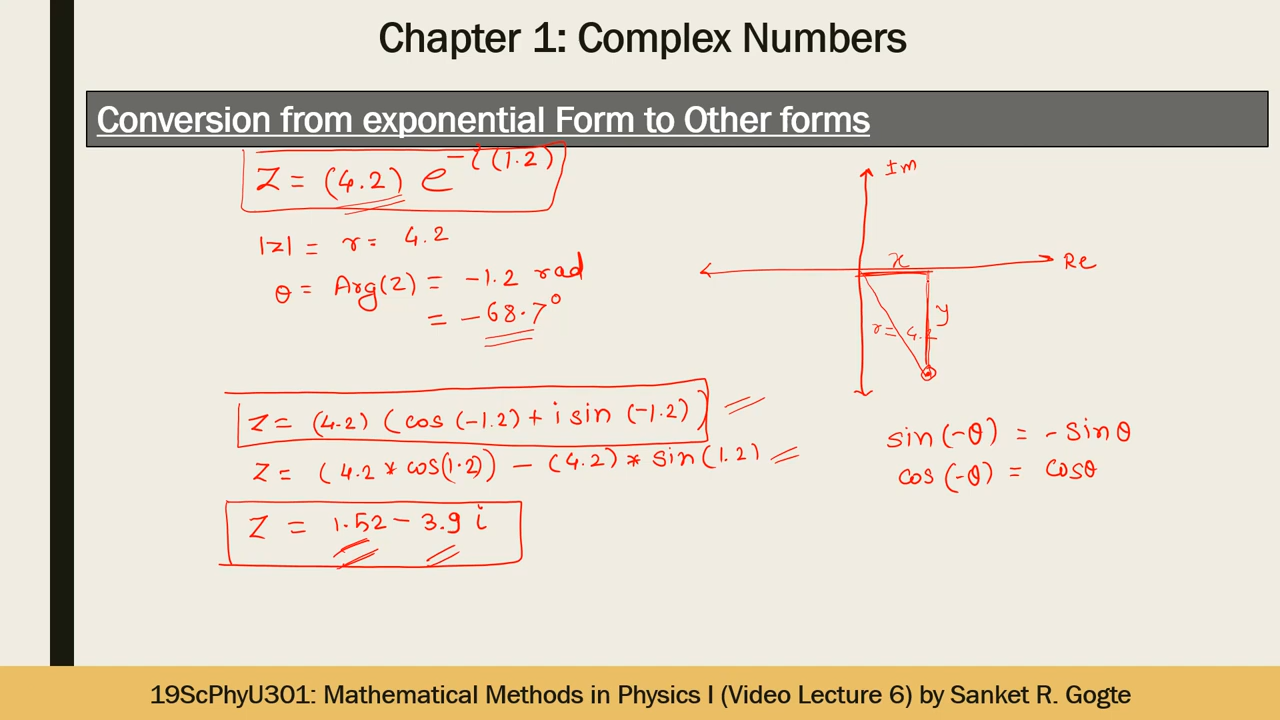 Chapter 1: Complex Numbers
Conversion from exponential Form to Other forms
Z = (4.2) e^{-i(1.2)}
|z| = r = 4.2
θ = Arg(z) = -1.2 rad
= -68.7°
Z = (4.2) (cos(-1.2) + i sin(-1.2))
Z = (4.2 * cos(1.2)) - (4.2) * sin(1.2)
Z = 1.52 - 3.9 i
Im
Re
x
y
r = 4.2
sin(-θ) = -sinθ
cos(-θ) = cosθ
19ScPhyU301: Mathematical Methods in Physics I (Video Lecture 6) by Sanket R. Gogte